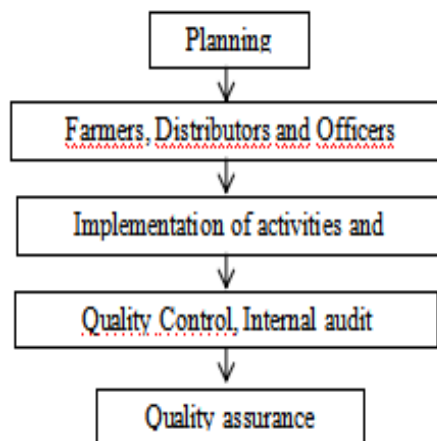 Planning
Farmers, Distributors and Officers
Implementation of activities and
Quality Control, Internal audit
Quality assurance